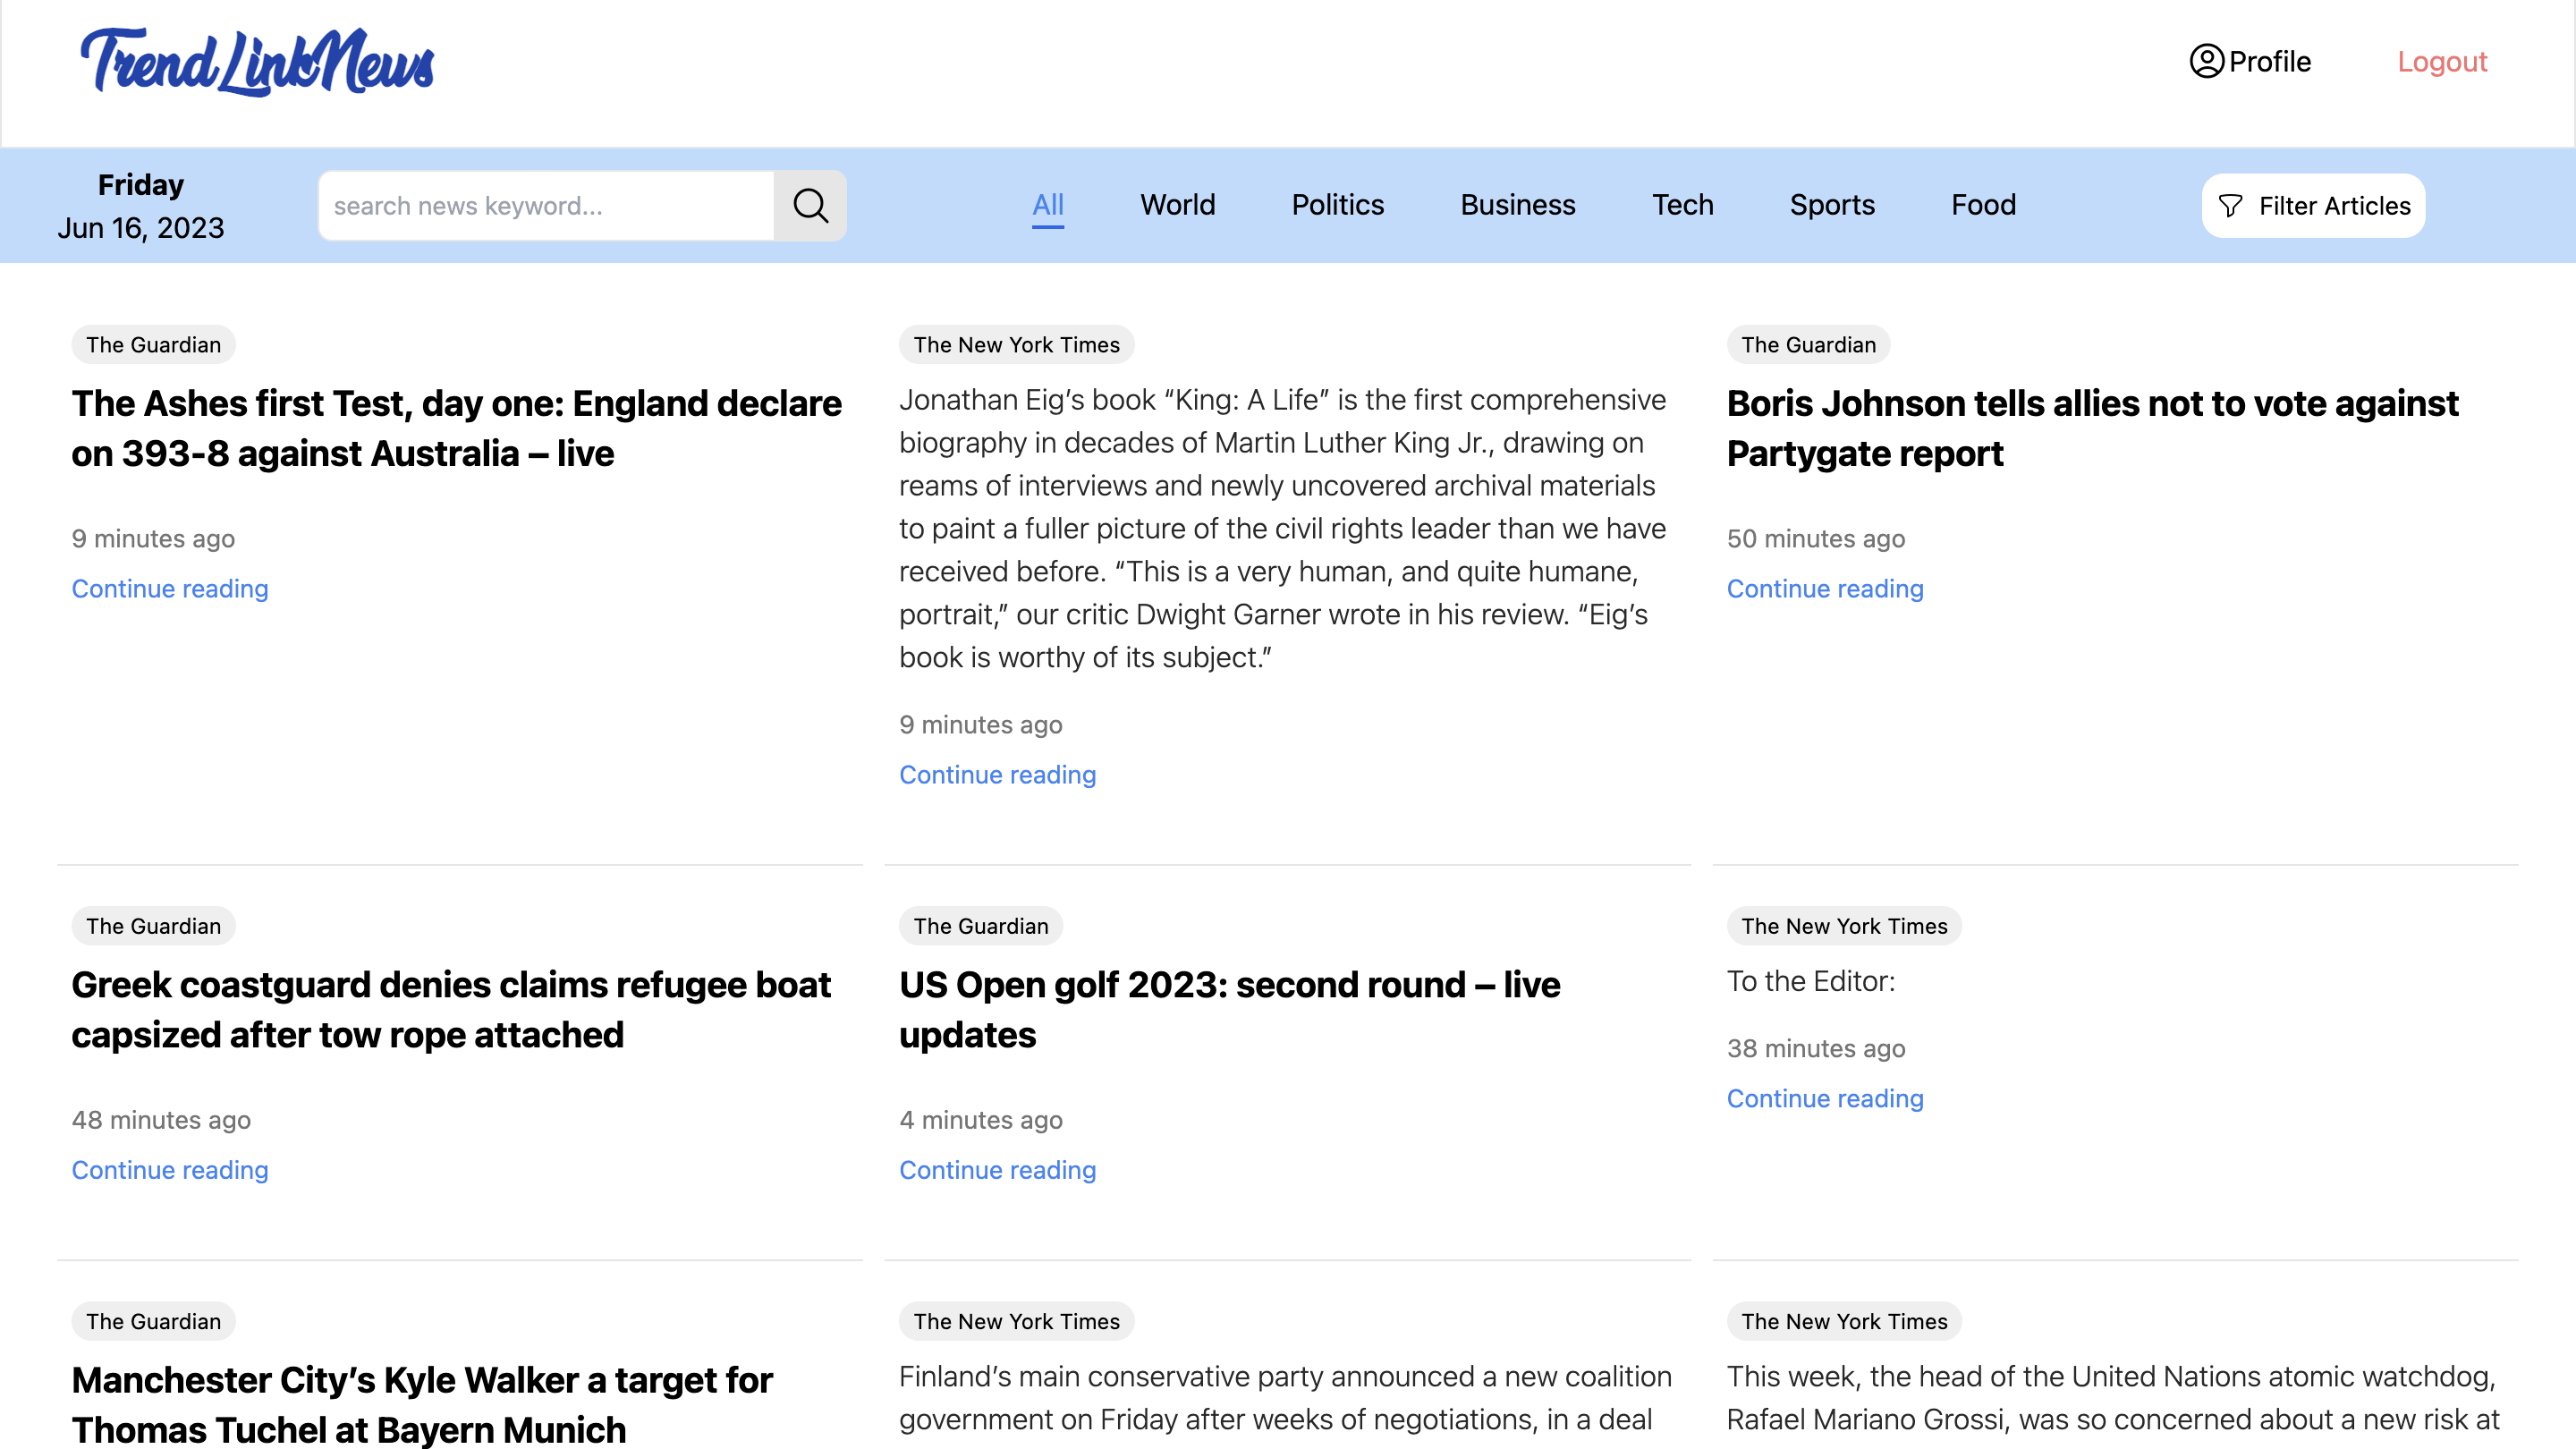 TrendLinkNews
Profile
Logout
Friday
Jun 16, 2023
search news keyword...
All
World
Politics
Business
Tech
Sports
Food
Filter Articles
The Guardian
The Ashes first Test, day one: England declare
on 393-8 against Australia – live
9 minutes ago
Continue reading
The New York Times
Jonathan Eig’s book “King: A Life” is the first comprehensive
biography in decades of Martin Luther King Jr., drawing on
reams of interviews and newly uncovered archival materials
to paint a fuller picture of the civil rights leader than we have
received before. “This is a very human, and quite humane,
portrait,” our critic Dwight Garner wrote in his review. “Eig’s
book is worthy of its subject.”
9 minutes ago
Continue reading
The Guardian
Boris Johnson tells allies not to vote against
Partygate report
50 minutes ago
Continue reading
The Guardian
Greek coastguard denies claims refugee boat
capsized after tow rope attached
48 minutes ago
Continue reading
The Guardian
US Open golf 2023: second round – live
updates
4 minutes ago
Continue reading
The New York Times
To the Editor:
38 minutes ago
Continue reading
The Guardian
Manchester City’s Kyle Walker a target for
Thomas Tuchel at Bayern Munich
The New York Times
Finland’s main conservative party announced a new coalition
government on Friday after weeks of negotiations, in a deal
The New York Times
This week, the head of the United Nations atomic watchdog,
Rafael Mariano Grossi, was so concerned about a new risk at